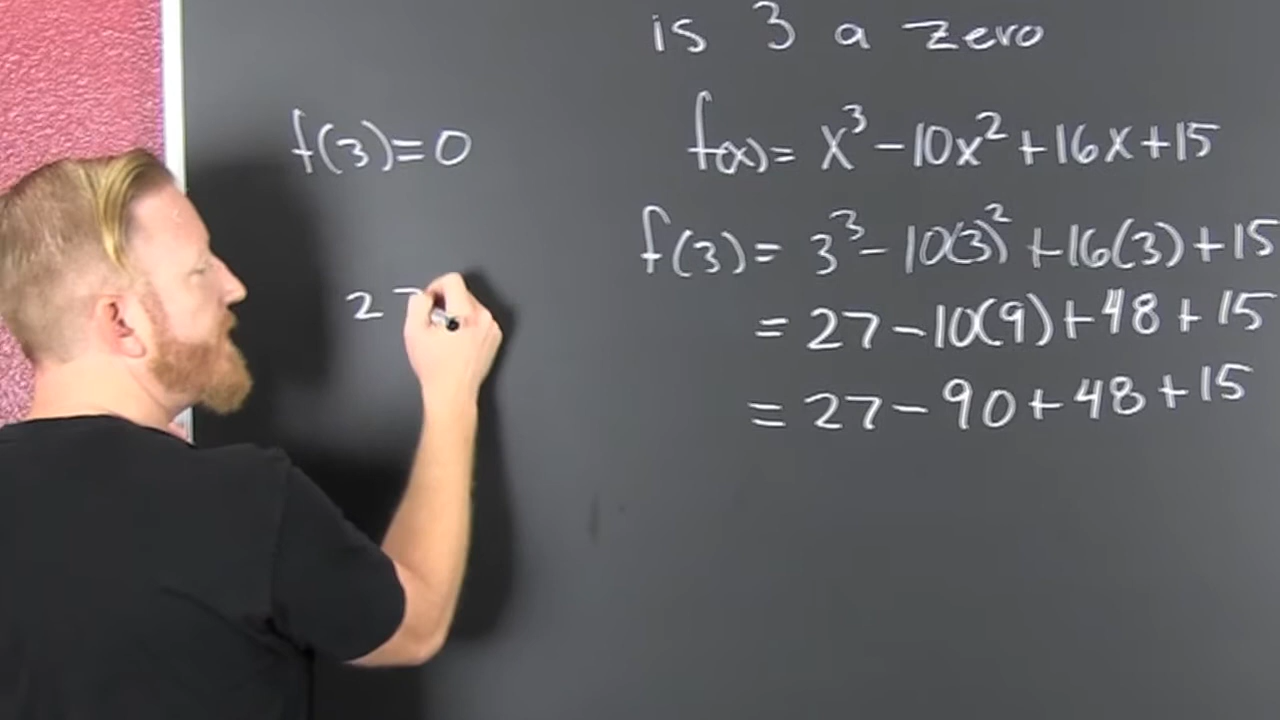 is 3 a zero
f(3)=0
f(x)= x³-10x²+16x+15
f(3)= 3³-10(3)²+16(3)+15
27
=27-10(9)+48+15
=27-90+48+15